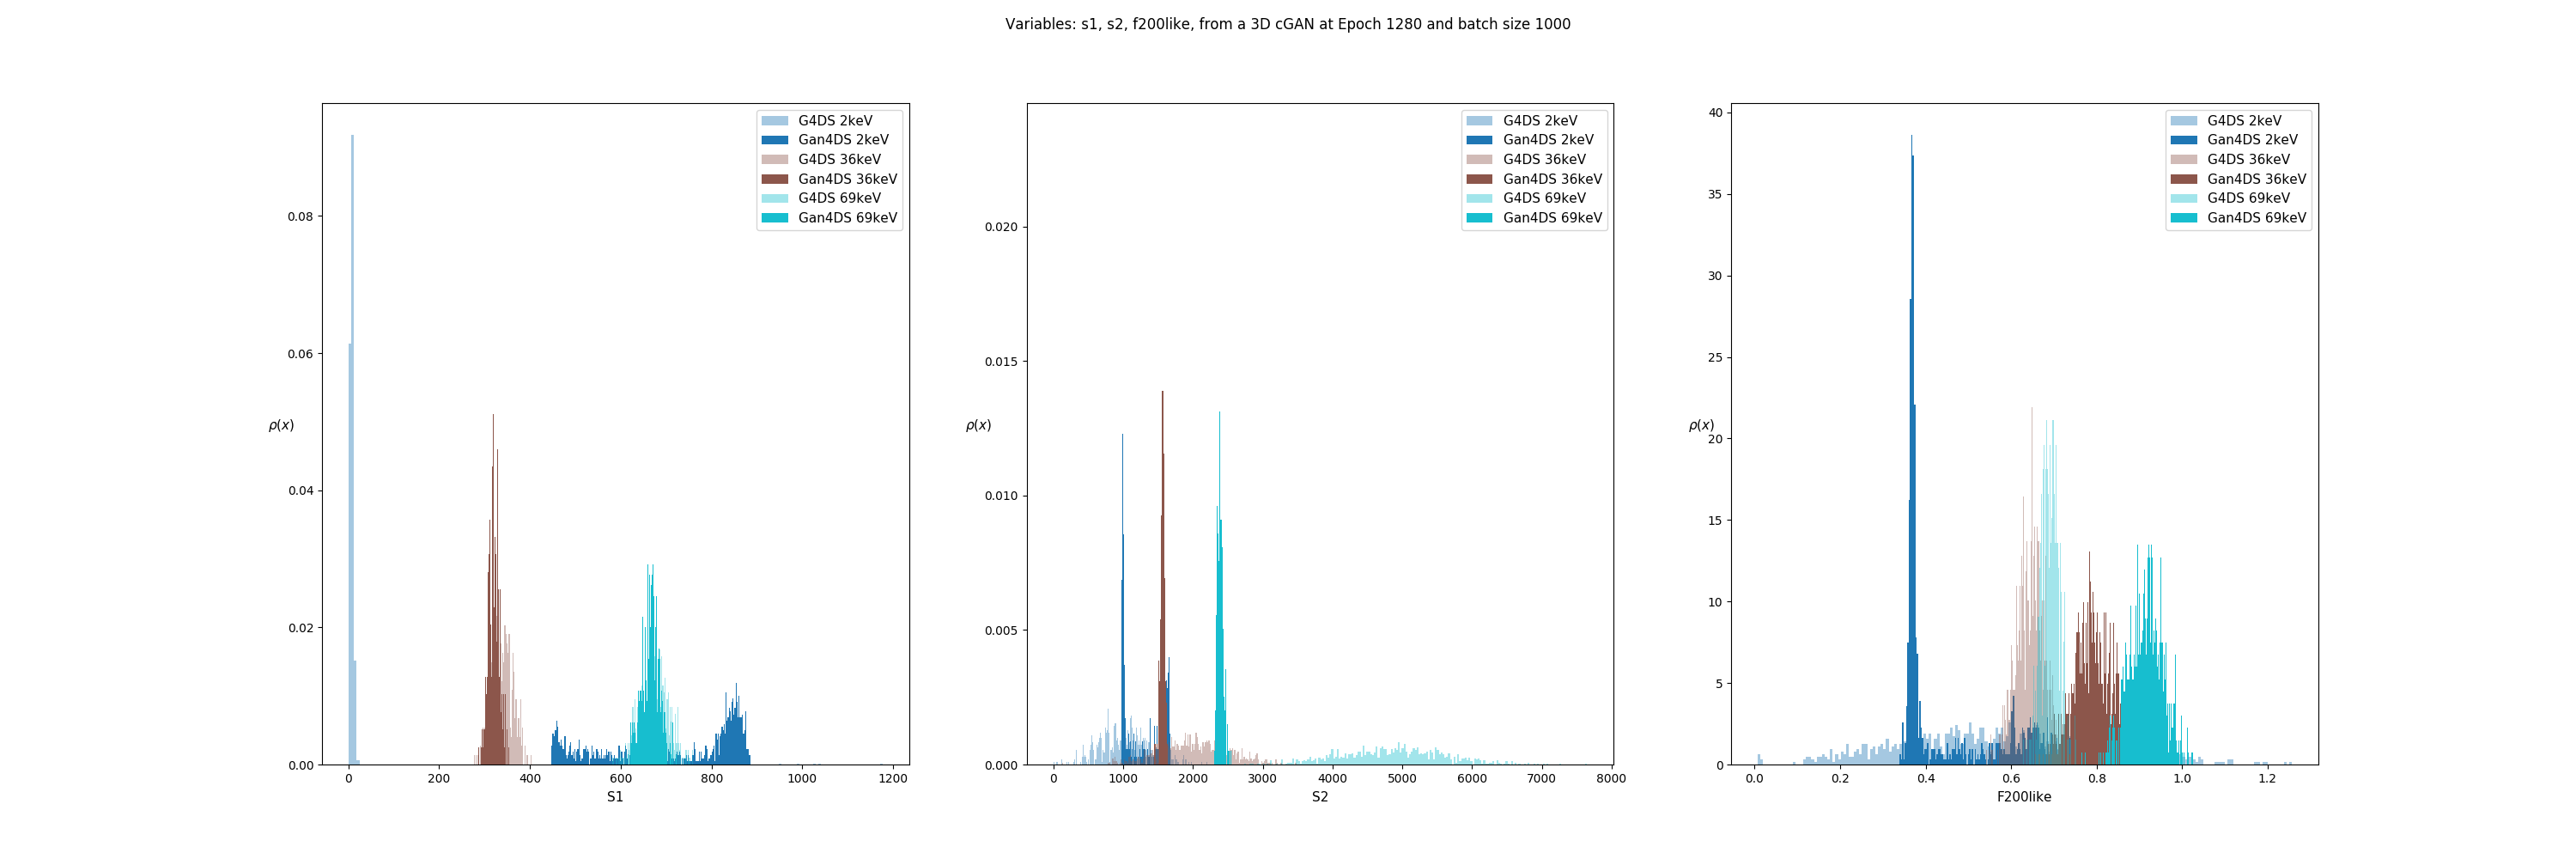 Variables: s1, s2, f200like, from a 3D cGAN at Epoch 1280 and batch size 1000
G4DS 2keV
Gan4DS 2keV
G4DS 36keV
Gan4DS 36keV
G4DS 69keV
Gan4DS 69keV
0.08
0.06
0.04
0.02
0.00
ρ(x)
0
200
400
600
800
1000
1200
S1
G4DS 2keV
Gan4DS 2keV
G4DS 36keV
Gan4DS 36keV
G4DS 69keV
Gan4DS 69keV
0.020
0.015
0.010
0.005
0.000
ρ(x)
0
1000
2000
3000
4000
5000
6000
7000
8000
S2
G4DS 2keV
Gan4DS 2keV
G4DS 36keV
Gan4DS 36keV
G4DS 69keV
Gan4DS 69keV
40
35
30
25
20
15
10
5
0
ρ(x)
0.0
0.2
0.4
0.6
0.8
1.0
1.2
F200like